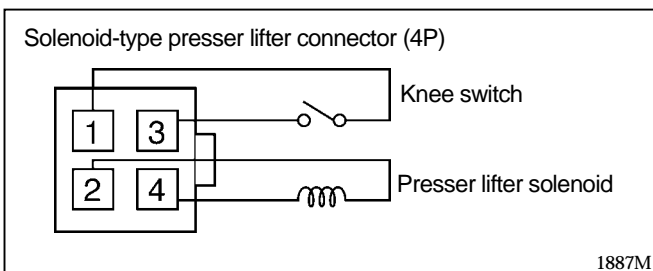 Solenoid-type presser lifter connector (4P)
Knee switch
1 3
2 4
Presser lifter solenoid
1887M